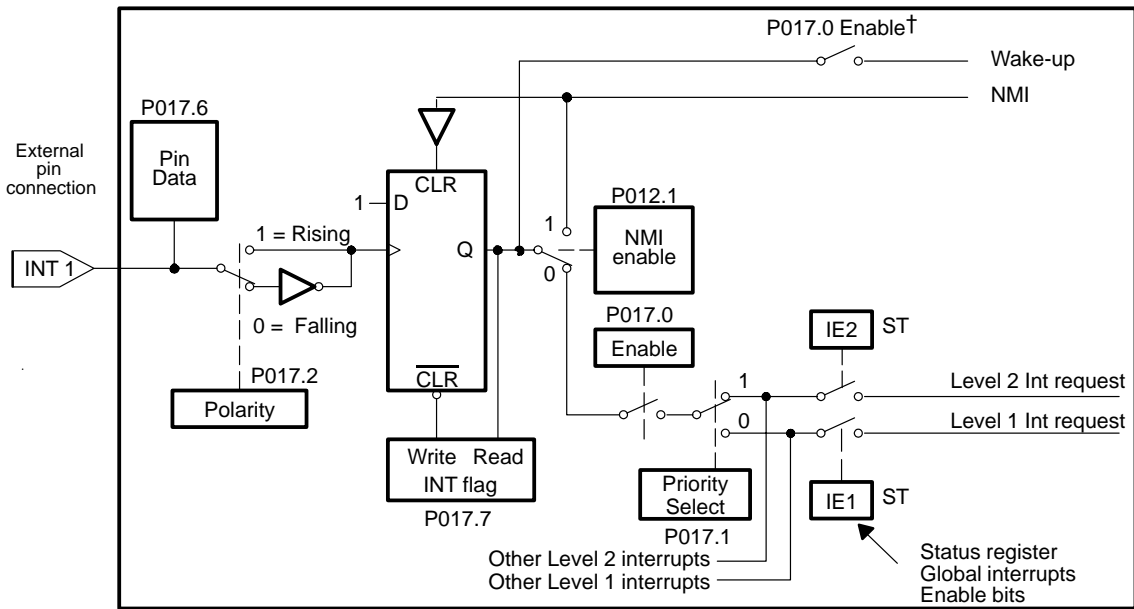 P017.0 Enable†
Wake-up
NMI
P017.6
Pin
Data
External
pin
connection
INT 1
1 = Rising
0 = Falling
P017.2
Polarity
CLR
1
D
Q
CLR
Write Read
INT flag
P017.7
1
0
P012.1
NMI
enable
P017.0
Enable
1
0
Priority
Select
P017.1
IE2
ST
Level 2 Int request
Level 1 Int request
IE1
ST
Other Level 2 interrupts
Other Level 1 interrupts
Status register
Global interrupts
Enable bits